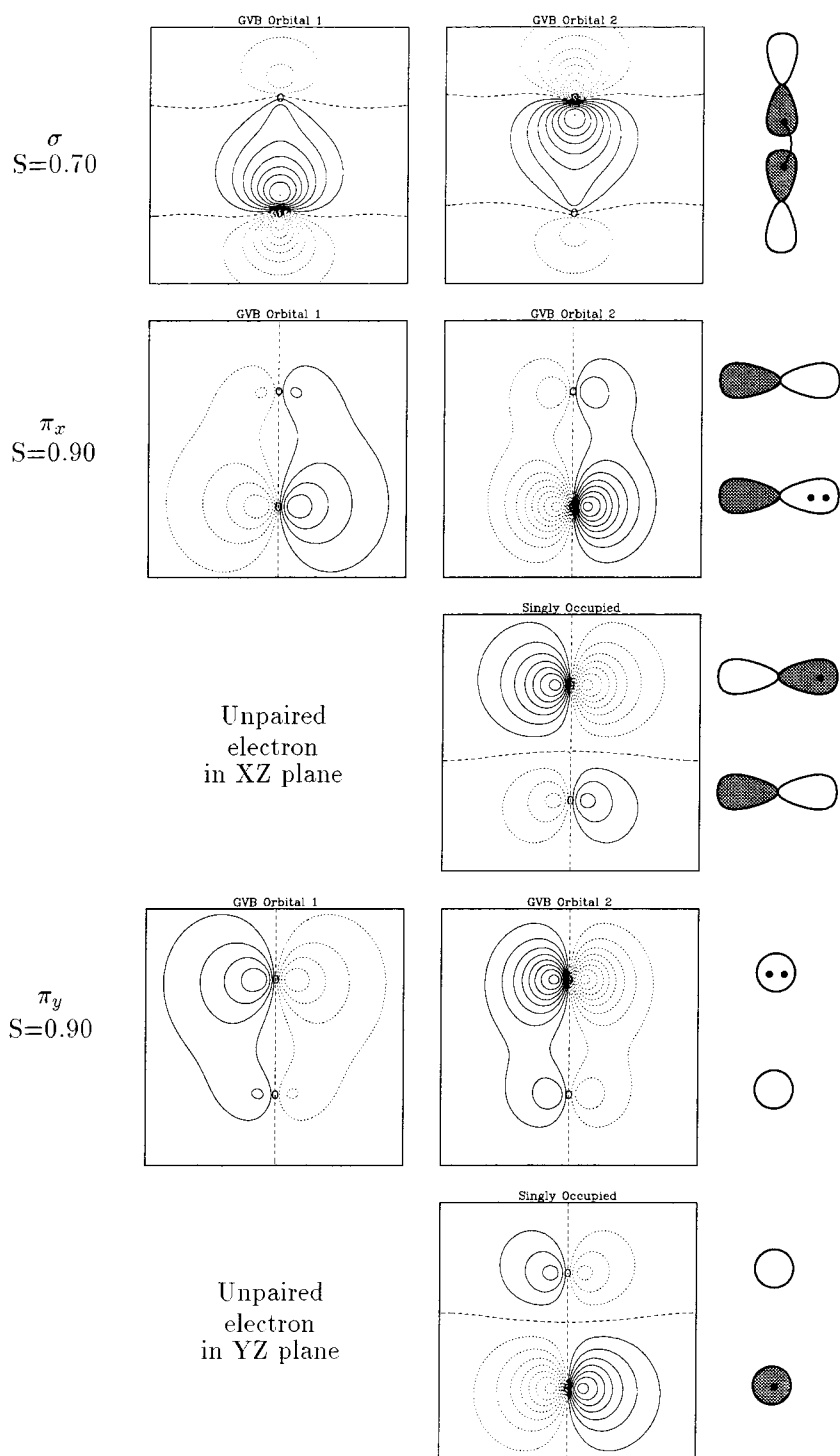 GVB Orbital 1
GVB Orbital 2
σ
S=0.70
O
O
O
O
GVB Orbital 1
GVB Orbital 2
π_x
S=0.90
O
O
O
O
Singly Occupied
Unpaired
electron
in XZ plane
O
O
GVB Orbital 1
GVB Orbital 2
π_y
S=0.90
O
O
O
O
Singly Occupied
Unpaired
electron
in YZ plane
O
O